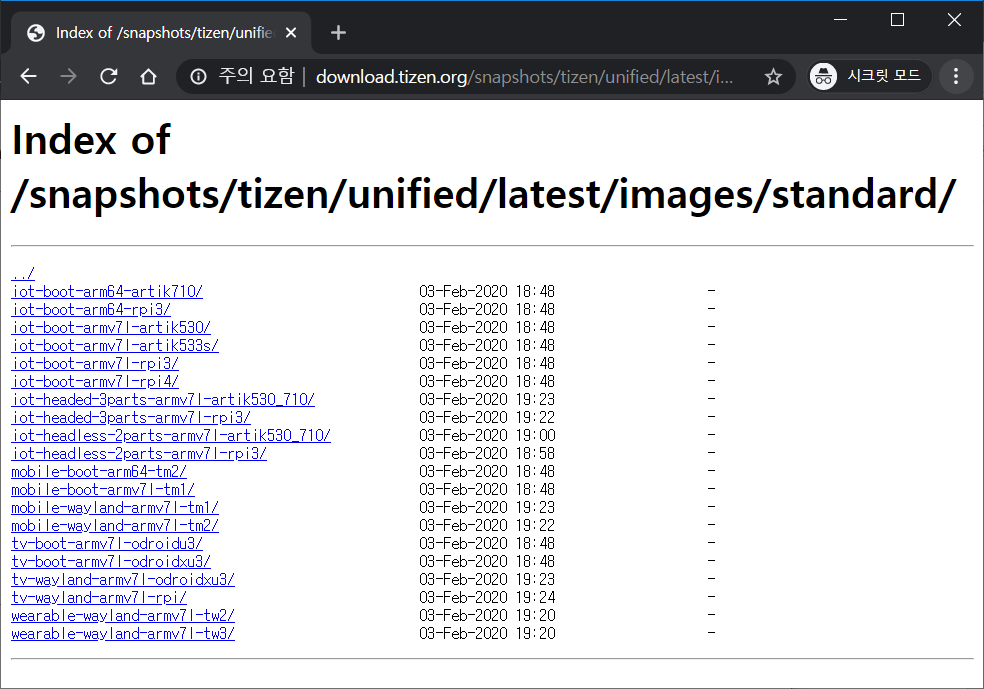 Index of /snapshots/tizen/unifie
주의 요함 | download.tizen.org/snapshots/tizen/unified/latest/i...
시크릿 모드
Index of
/snapshots/tizen/unified/latest/images/standard/
../
iot-boot-arm64-artik710/ 03-Feb-2020 18:48 -
iot-boot-arm64-rpi3/ 03-Feb-2020 18:48 -
iot-boot-armv7l-artik530/ 03-Feb-2020 18:48 -
iot-boot-armv7l-artik533s/ 03-Feb-2020 18:48 -
iot-boot-armv7l-rpi3/ 03-Feb-2020 18:48 -
iot-boot-armv7l-rpi4/ 03-Feb-2020 18:48 -
iot-headed-3parts-armv7l-artik530_710/ 03-Feb-2020 19:23 -
iot-headed-3parts-armv7l-rpi3/ 03-Feb-2020 19:22 -
iot-headless-2parts-armv7l-artik530_710/ 03-Feb-2020 19:00 -
iot-headless-2parts-armv7l-rpi3/ 03-Feb-2020 18:58 -
mobile-boot-arm64-tm2/ 03-Feb-2020 18:48 -
mobile-boot-armv7l-tm1/ 03-Feb-2020 18:48 -
mobile-wayland-armv7l-tm1/ 03-Feb-2020 19:23 -
mobile-wayland-armv7l-tm2/ 03-Feb-2020 19:22 -
tv-boot-armv7l-odroidu3/ 03-Feb-2020 18:48 -
tv-boot-armv7l-odroidxu3/ 03-Feb-2020 18:48 -
tv-wayland-armv7l-odroidxu3/ 03-Feb-2020 19:23 -
tv-wayland-armv7l-rpi/ 03-Feb-2020 19:24 -
wearable-wayland-armv7l-tw2/ 03-Feb-2020 19:20 -
wearable-wayland-armv7l-tw3/ 03-Feb-2020 19:20 -